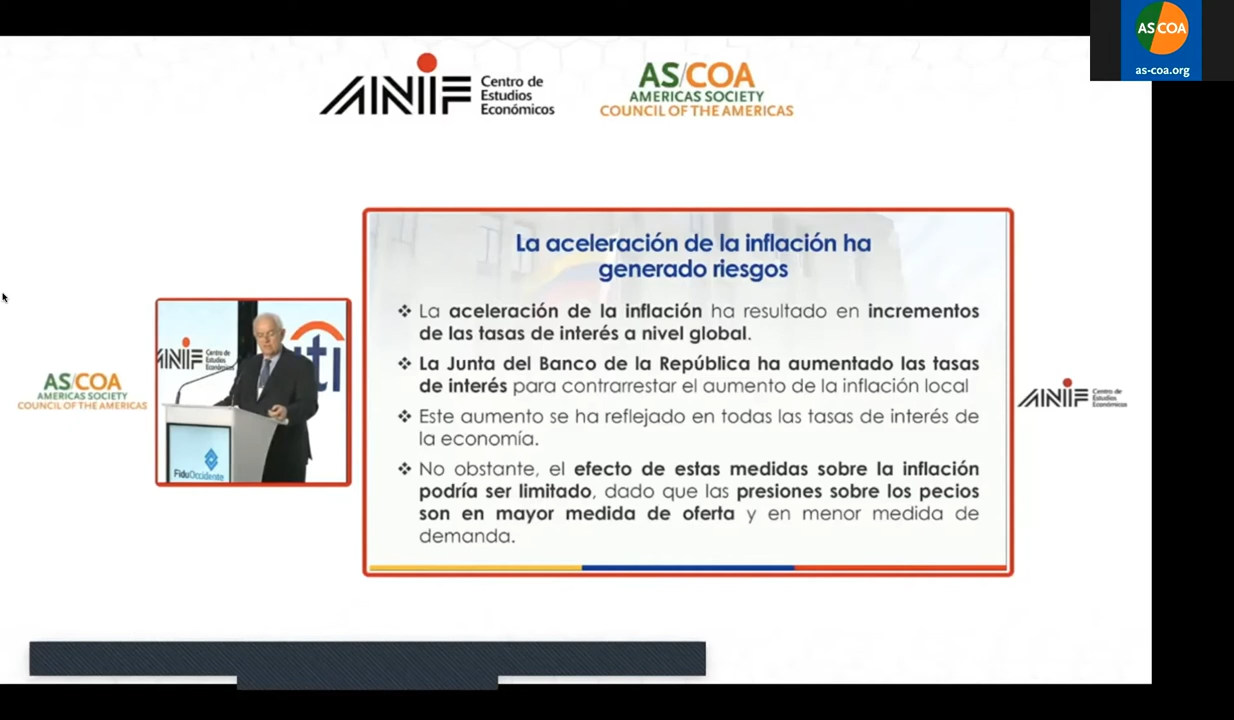 AS COA
as-coa.org
ANIF Centro de
Estudios
Económicos
AS/COA
AMERICAS SOCIETY
COUNCIL OF THE AMERICAS
La aceleración de la inflación ha
generado riesgos
❖ La aceleración de la inflación ha resultado en incrementos
de las tasas de interés a nivel global.
❖ La Junta del Banco de la República ha aumentado las tasas
de interés para contrarrestar el aumento de la inflación local
❖ Este aumento se ha reflejado en todas las tasas de interés de
la economía.
❖ No obstante, el efecto de estas medidas sobre la inflación
podría ser limitado, dado que las presiones sobre los pecios
son en mayor medida de oferta y en menor medida de
demanda.
ANIF Centro de
Estudios
Económicos
iti
FiduOccidente
AS/COA
AMERICAS SOCIETY
COUNCIL OF THE AMERICAS
ANIF Centro de
Estudios
Económicos